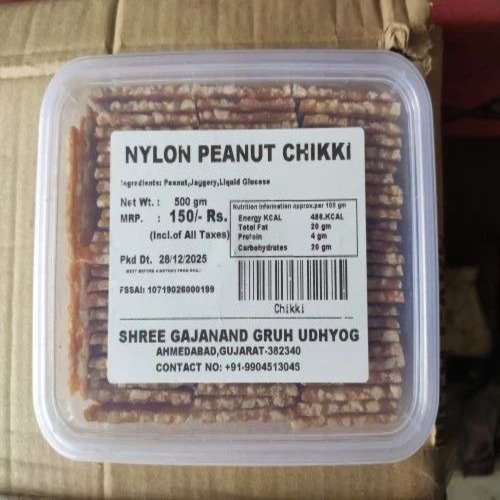 NYLON PEANUT CHIKKI
Ingredients: Peanut,Jaggery,Liquid Glucose
Net Wt. : 500 gm
MRP. : 150/- Rs.
(Incl.of All Taxes)
Pkd Dt. 28/12/2025
FSSAI: 10719026000199
Nutrition Information approx.per 100 gm
Energy KCAL 486.KCAL
Total Fat 20 gm
Protein 4 gm
Carbohydrates 20 gm
Chikki
SHREE GAJANAND GRUH UDHYOG
AHMEDABAD,GUJARAT-382340
CONTACT NO: +91-9904513045